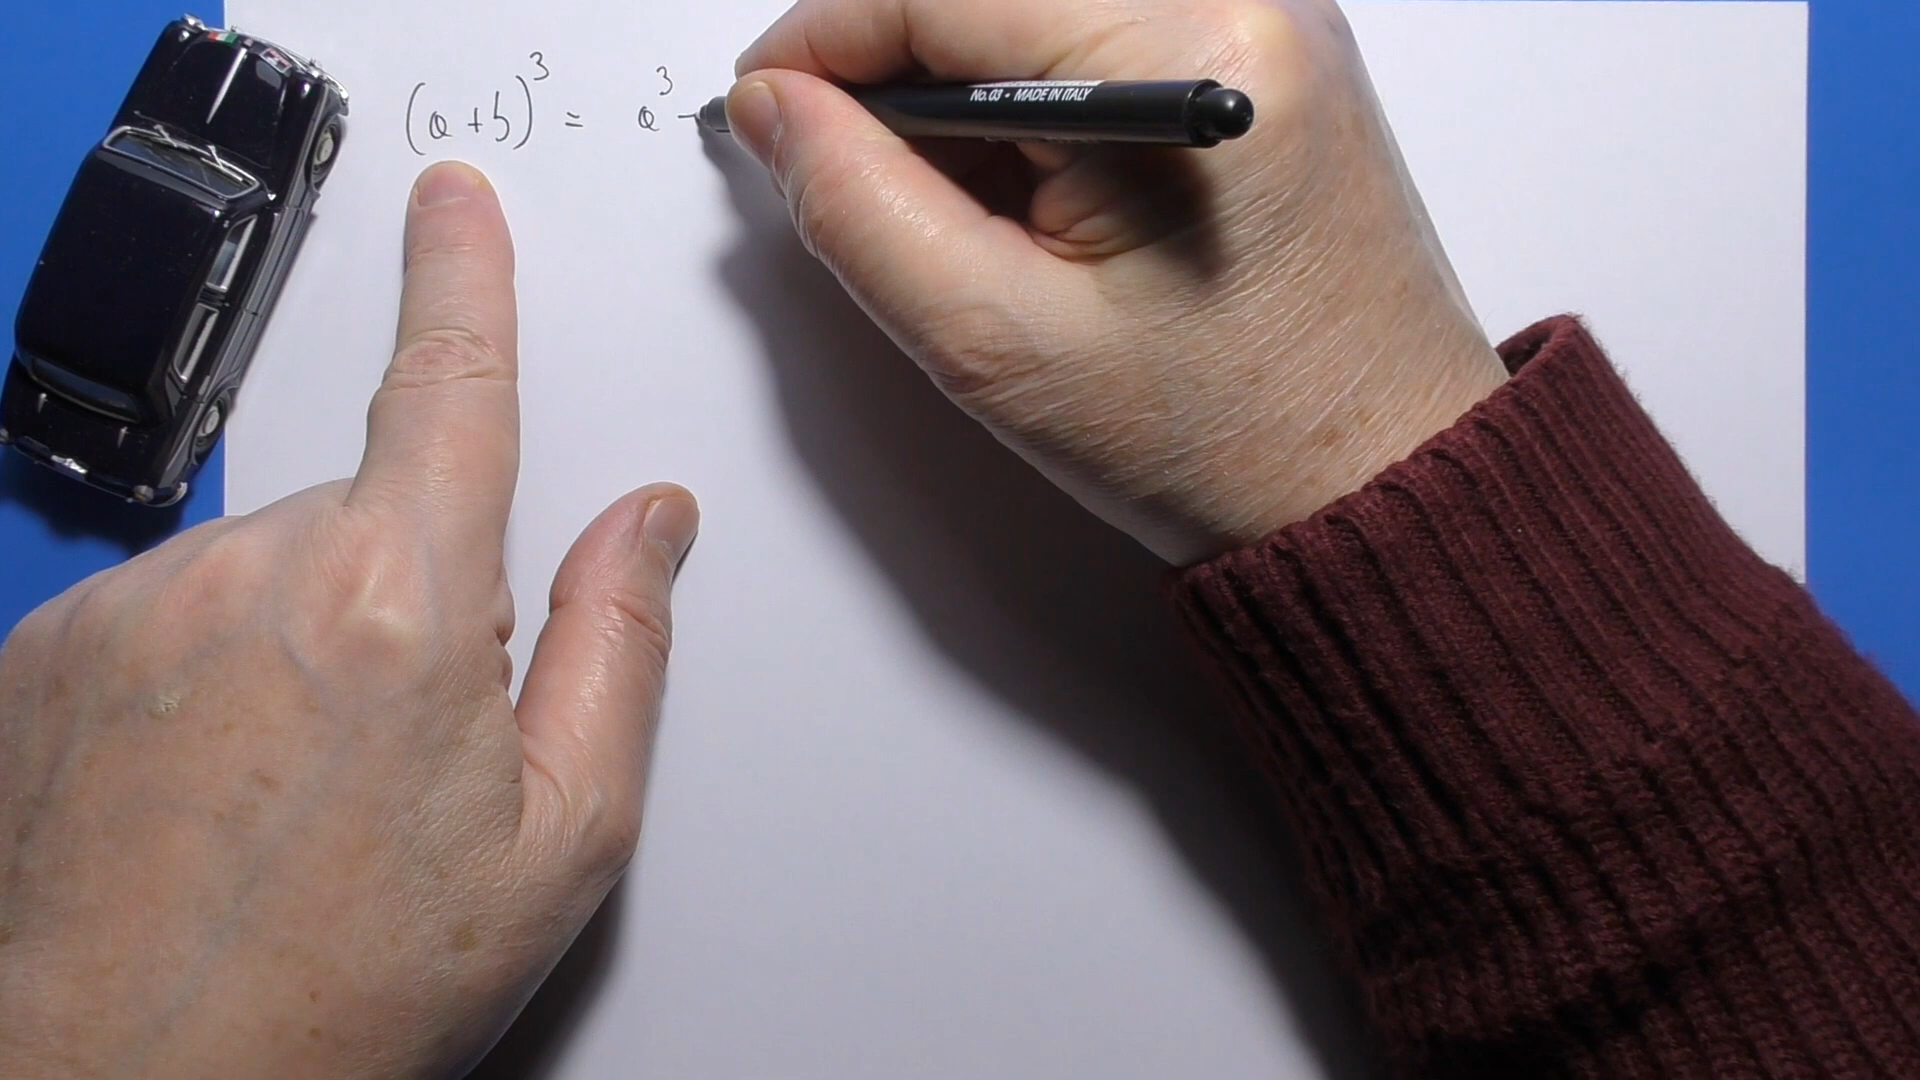 (a+b)³ = a³ -
No. 03 • MADE IN ITALY